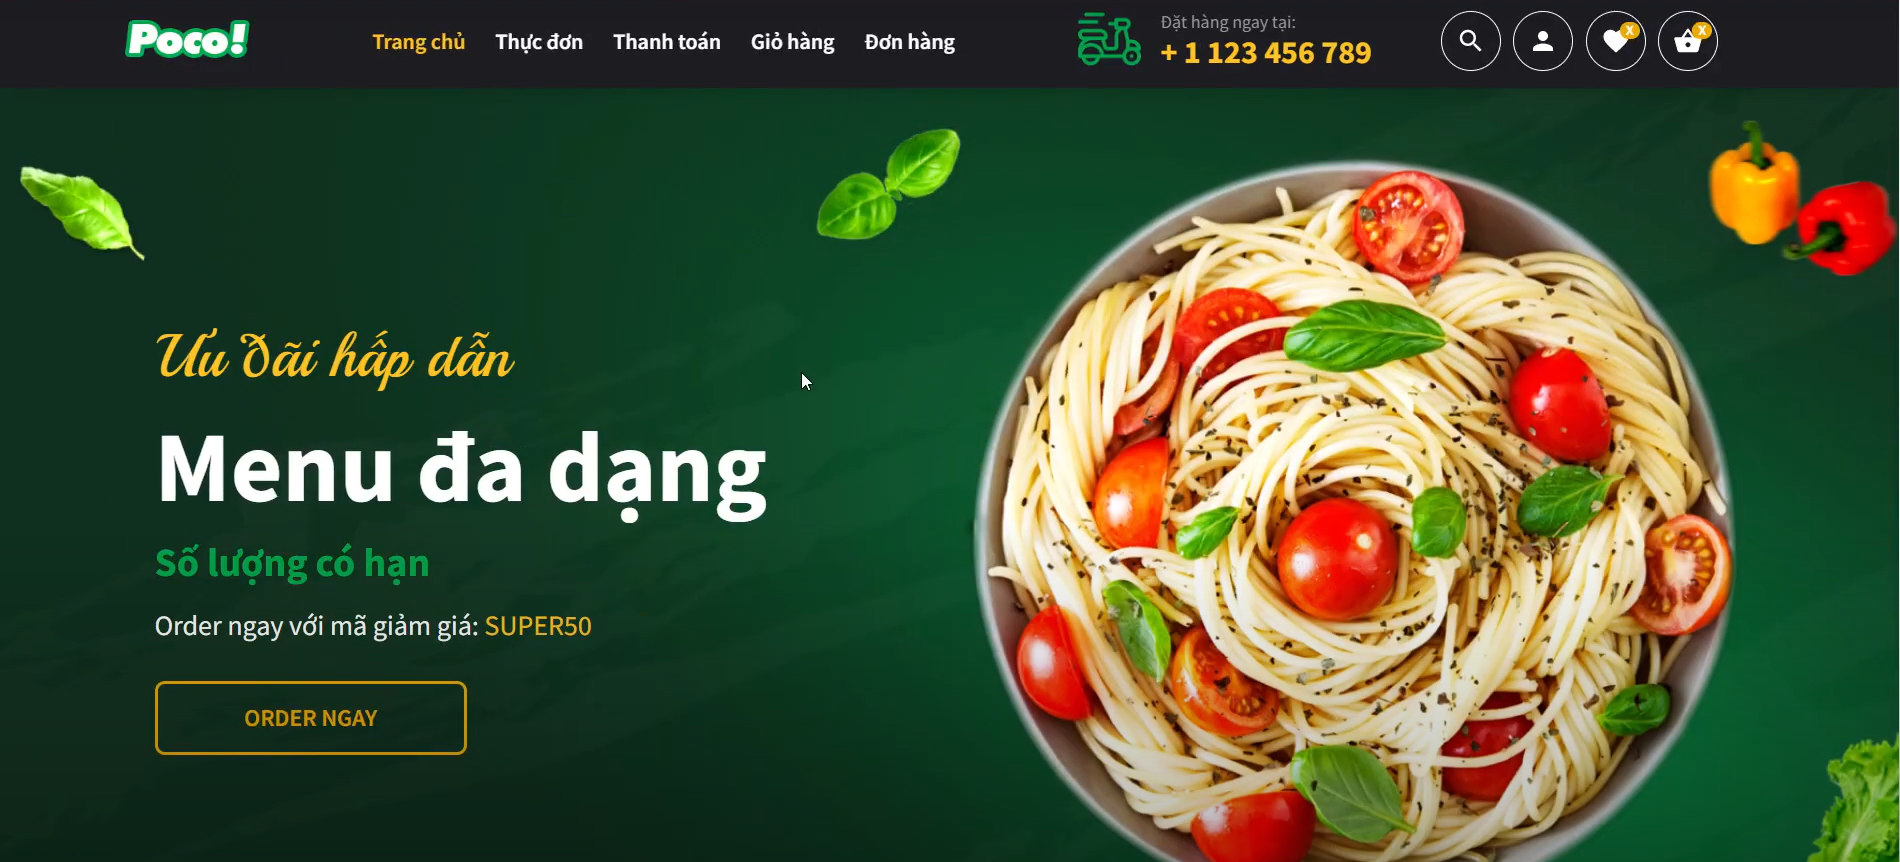 Poco!
Trang chủ Thực đơn Thanh toán Giỏ hàng Đơn hàng
Đặt hàng ngay tại:
+ 1 123 456 789
X X
Ưu đãi hấp dẫn
Menu đa dạng
Số lượng có hạn
Order ngay với mã giảm giá: SUPER50
ORDER NGAY